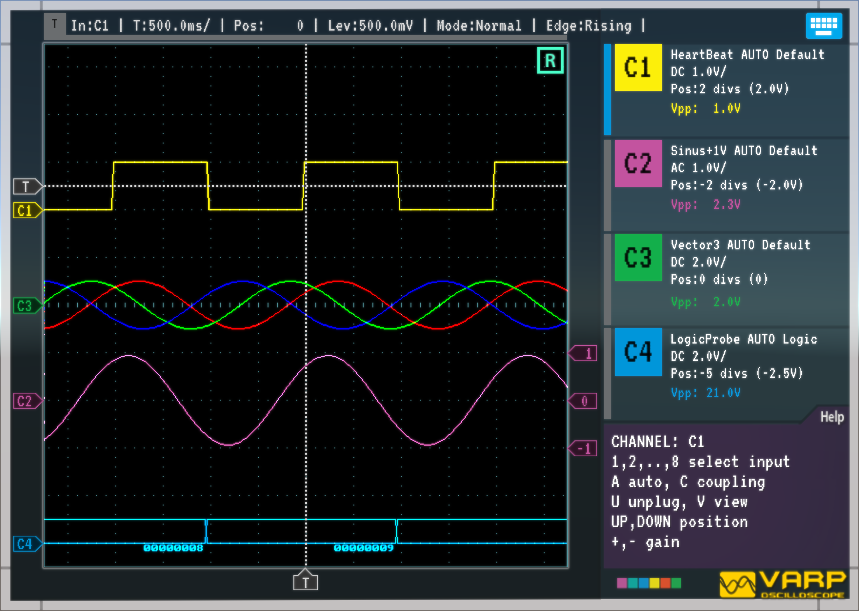 T In:C1 | T:500.0ms/ | Pos: 0 | Lev:500.0mV | Mode:Normal | Edge:Rising |
R
T
C1
C3
C2
C4
1
0
-1
00000008 00000009
T
C1 HeartBeat AUTO Default
DC 1.0V/
Pos:2 divs (2.0V)
Vpp: 1.0V
C2 Sinus+1V AUTO Default
AC 1.0V/
Pos:-2 divs (-2.0V)
Vpp: 2.3V
C3 Vector3 AUTO Default
DC 2.0V/
Pos:0 divs (0)
Vpp: 2.0V
C4 LogicProbe AUTO Logic
DC 2.0V/
Pos:-5 divs (-2.5V)
Vpp: 21.0V
Help
CHANNEL: C1
1,2,..,8 select input
A auto, C coupling
U unplug, V view
UP,DOWN position
+,- gain
VARP
OSCILLOSCOPE